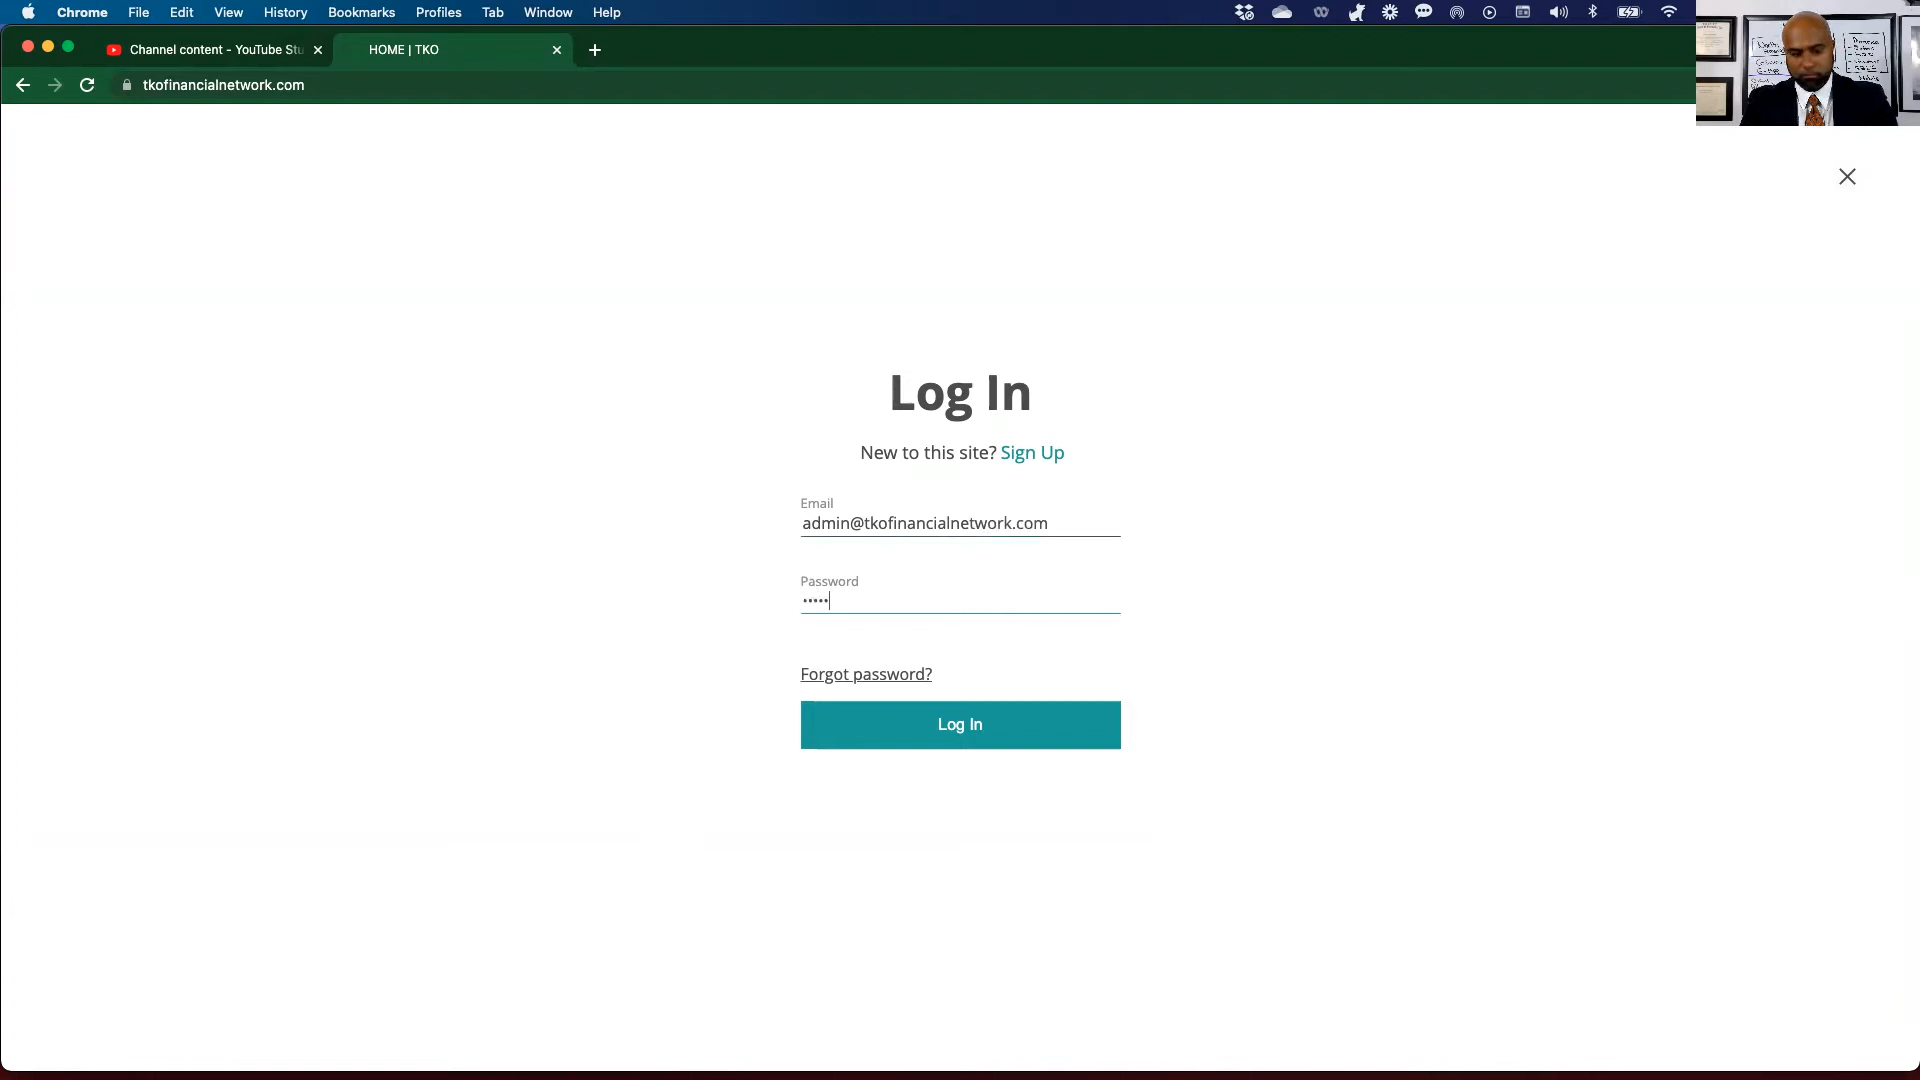 Chrome File Edit View History Bookmarks Profiles Tab Window Help
Channel content - YouTube Stu
HOME | TKO
tkofinancialnetwork.com
Log In
New to this site? Sign Up
Email
admin@tkofinancialnetwork.com
Password
•••••
Forgot password?
Log In